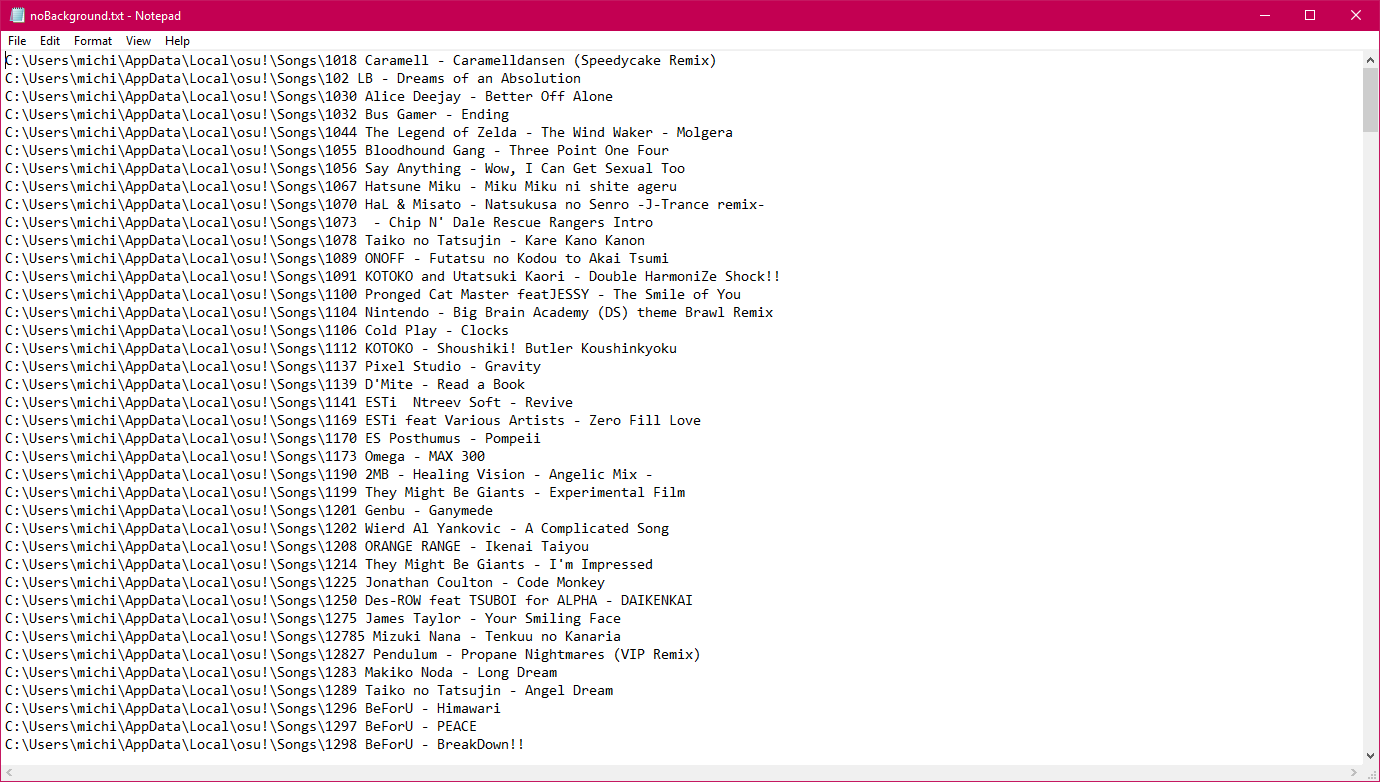 noBackground.txt - Notepad
File Edit Format View Help
C:\Users\michi\AppData\Local\osu!\Songs\1018 Caramell - Caramelldansen (Speedycake Remix)
C:\Users\michi\AppData\Local\osu!\Songs\102 LB - Dreams of an Absolution
C:\Users\michi\AppData\Local\osu!\Songs\1030 Alice Deejay - Better Off Alone
C:\Users\michi\AppData\Local\osu!\Songs\1032 Bus Gamer - Ending
C:\Users\michi\AppData\Local\osu!\Songs\1044 The Legend of Zelda - The Wind Waker - Molgera
C:\Users\michi\AppData\Local\osu!\Songs\1055 Bloodhound Gang - Three Point One Four
C:\Users\michi\AppData\Local\osu!\Songs\1056 Say Anything - Wow, I Can Get Sexual Too
C:\Users\michi\AppData\Local\osu!\Songs\1067 Hatsune Miku - Miku Miku ni shite ageru
C:\Users\michi\AppData\Local\osu!\Songs\1070 HaL & Misato - Natsukusa no Senro -J-Trance remix-
C:\Users\michi\AppData\Local\osu!\Songs\1073  - Chip N' Dale Rescue Rangers Intro
C:\Users\michi\AppData\Local\osu!\Songs\1078 Taiko no Tatsujin - Kare Kano Kanon
C:\Users\michi\AppData\Local\osu!\Songs\1089 ONOFF - Futatsu no Kodou to Akai Tsumi
C:\Users\michi\AppData\Local\osu!\Songs\1091 KOTOKO and Utatsuki Kaori - Double HarmoniZe Shock!!
C:\Users\michi\AppData\Local\osu!\Songs\1100 Pronged Cat Master featJESSY - The Smile of You
C:\Users\michi\AppData\Local\osu!\Songs\1104 Nintendo - Big Brain Academy (DS) theme Brawl Remix
C:\Users\michi\AppData\Local\osu!\Songs\1106 Cold Play - Clocks
C:\Users\michi\AppData\Local\osu!\Songs\1112 KOTOKO - Shoushiki! Butler Koushinkyoku
C:\Users\michi\AppData\Local\osu!\Songs\1137 Pixel Studio - Gravity
C:\Users\michi\AppData\Local\osu!\Songs\1139 D'Mite - Read a Book
C:\Users\michi\AppData\Local\osu!\Songs\1141 ESTi  Ntreev Soft - Revive
C:\Users\michi\AppData\Local\osu!\Songs\1169 ESTi feat Various Artists - Zero Fill Love
C:\Users\michi\AppData\Local\osu!\Songs\1170 ES Posthumus - Pompeii
C:\Users\michi\AppData\Local\osu!\Songs\1173 Omega - MAX 300
C:\Users\michi\AppData\Local\osu!\Songs\1190 2MB - Healing Vision - Angelic Mix -
C:\Users\michi\AppData\Local\osu!\Songs\1199 They Might Be Giants - Experimental Film
C:\Users\michi\AppData\Local\osu!\Songs\1201 Genbu - Ganymede
C:\Users\michi\AppData\Local\osu!\Songs\1202 Wierd Al Yankovic - A Complicated Song
C:\Users\michi\AppData\Local\osu!\Songs\1208 ORANGE RANGE - Ikenai Taiyou
C:\Users\michi\AppData\Local\osu!\Songs\1214 They Might Be Giants - I'm Impressed
C:\Users\michi\AppData\Local\osu!\Songs\1225 Jonathan Coulton - Code Monkey
C:\Users\michi\AppData\Local\osu!\Songs\1250 Des-ROW feat TSUBOI for ALPHA - DAIKENKAI
C:\Users\michi\AppData\Local\osu!\Songs\1275 James Taylor - Your Smiling Face
C:\Users\michi\AppData\Local\osu!\Songs\12785 Mizuki Nana - Tenkuu no Kanaria
C:\Users\michi\AppData\Local\osu!\Songs\12827 Pendulum - Propane Nightmares (VIP Remix)
C:\Users\michi\AppData\Local\osu!\Songs\1283 Makiko Noda - Long Dream
C:\Users\michi\AppData\Local\osu!\Songs\1289 Taiko no Tatsujin - Angel Dream
C:\Users\michi\AppData\Local\osu!\Songs\1296 BeForU - Himawari
C:\Users\michi\AppData\Local\osu!\Songs\1297 BeForU - PEACE
C:\Users\michi\AppData\Local\osu!\Songs\1298 BeForU - BreakDown!!